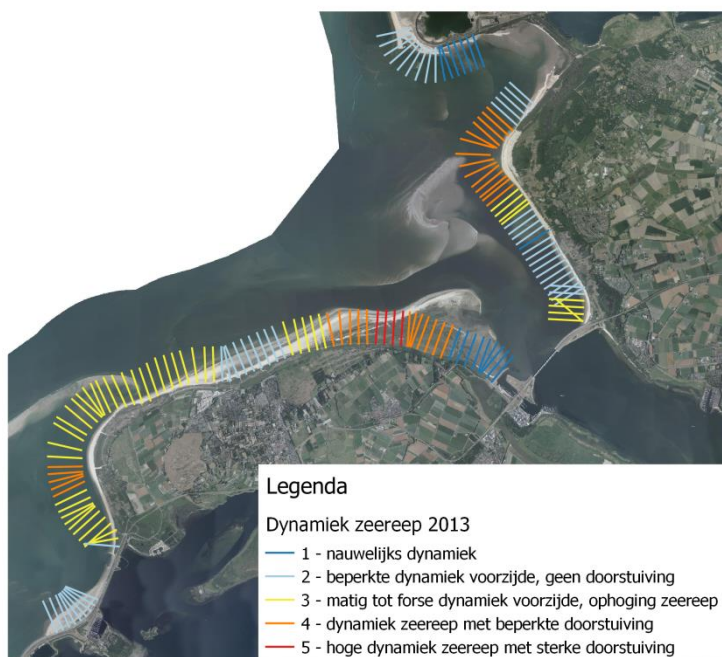 Legenda
Dynamiek zeereep 2013
1 - nauwelijks dynamiek
2 - beperkte dynamiek voorzijde, geen doorstuiving
3 - matig tot forse dynamiek voorzijde, ophoging zeereep
4 - dynamiek zeereep met beperkte doorstuiving
5 - hoge dynamiek zeereep met sterke doorstuiving